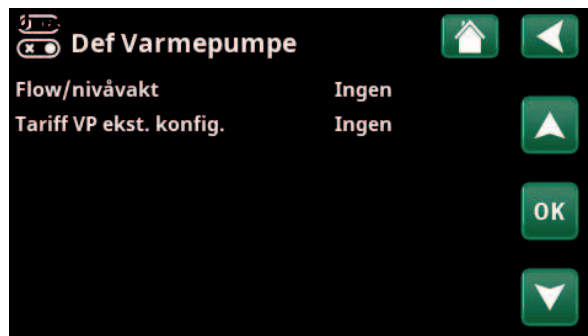 Def Varmepumpe
Flow/nivåvakt Ingen
Tariff VP ekst. konfig. Ingen
OK